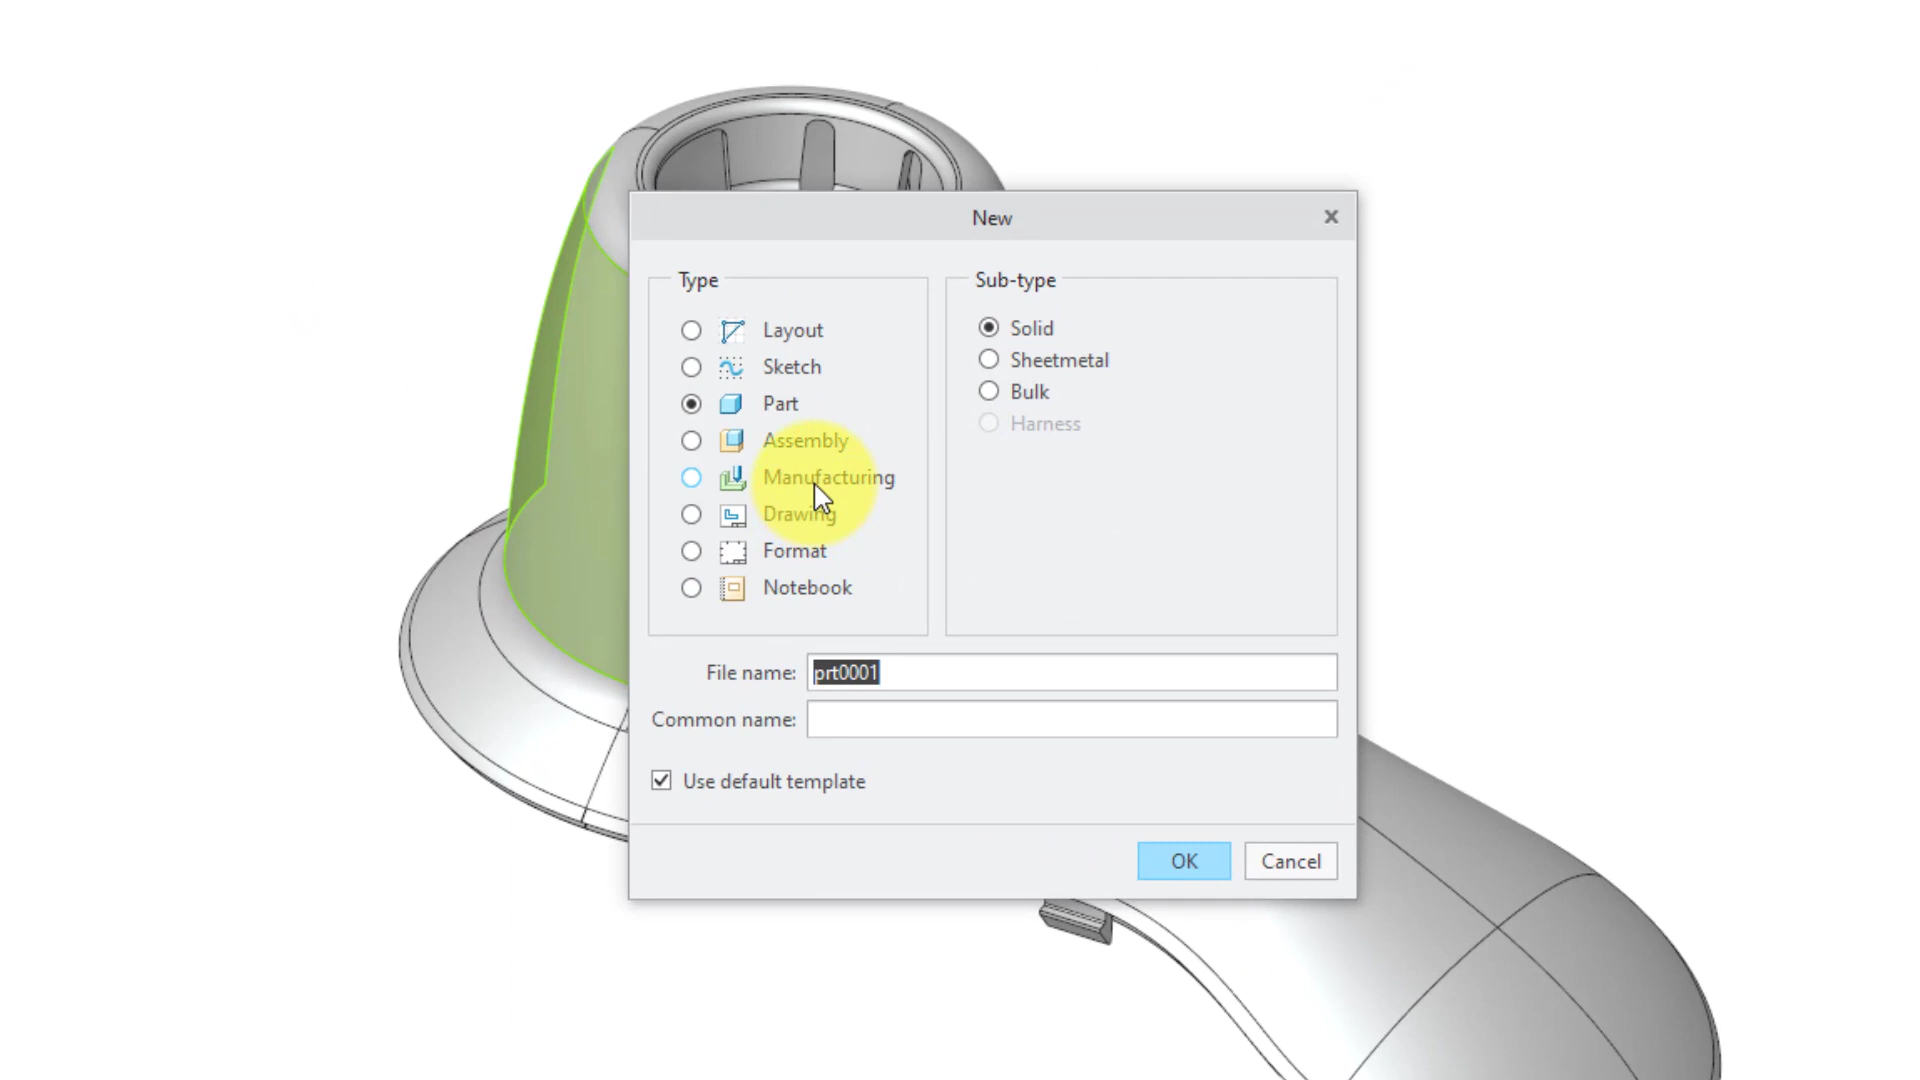 New
Type
Layout
Sketch
Part
Assembly
Manufacturing
Drawing
Format
Notebook
Sub-type
Solid
Sheetmetal
Bulk
Harness
File name: prt0001
Common name:
Use default template
OK Cancel